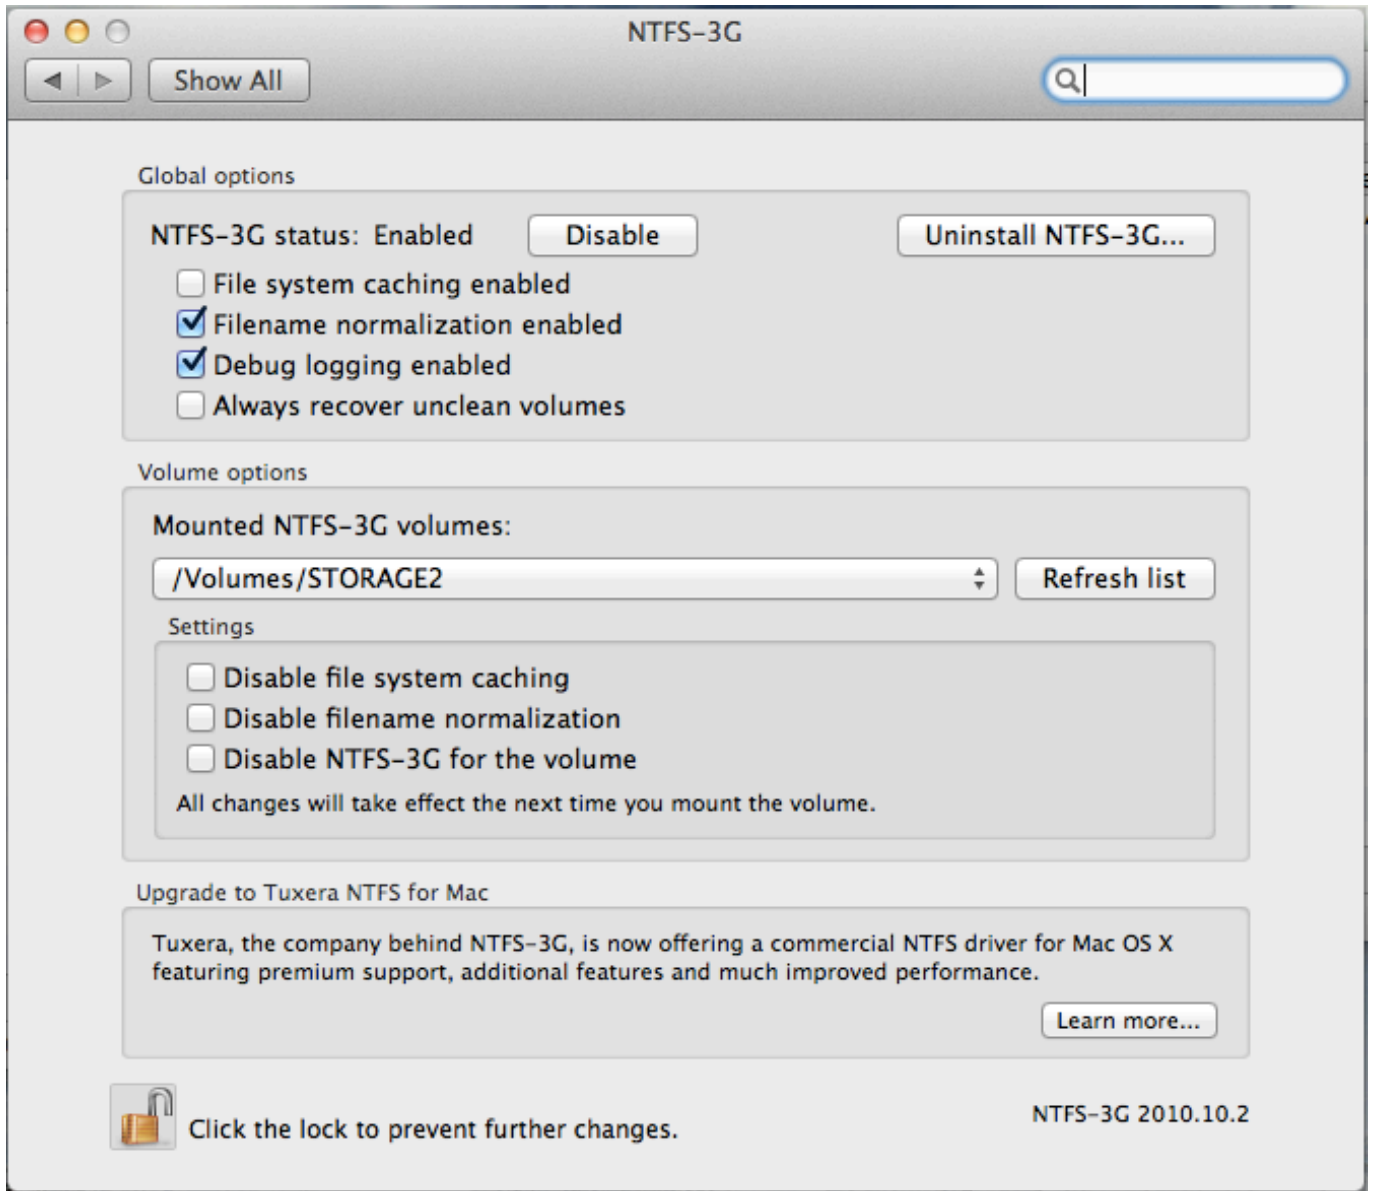 NTFS-3G
Show All
Global options
NTFS-3G status: Enabled
Disable
Uninstall NTFS-3G...
File system caching enabled
Filename normalization enabled
Debug logging enabled
Always recover unclean volumes
Volume options
Mounted NTFS-3G volumes:
/Volumes/STORAGE2
Refresh list
Settings
Disable file system caching
Disable filename normalization
Disable NTFS-3G for the volume
All changes will take effect the next time you mount the volume.
Upgrade to Tuxera NTFS for Mac
Tuxera, the company behind NTFS-3G, is now offering a commercial NTFS driver for Mac OS X
featuring premium support, additional features and much improved performance.
Learn more...
Click the lock to prevent further changes.
NTFS-3G 2010.10.2